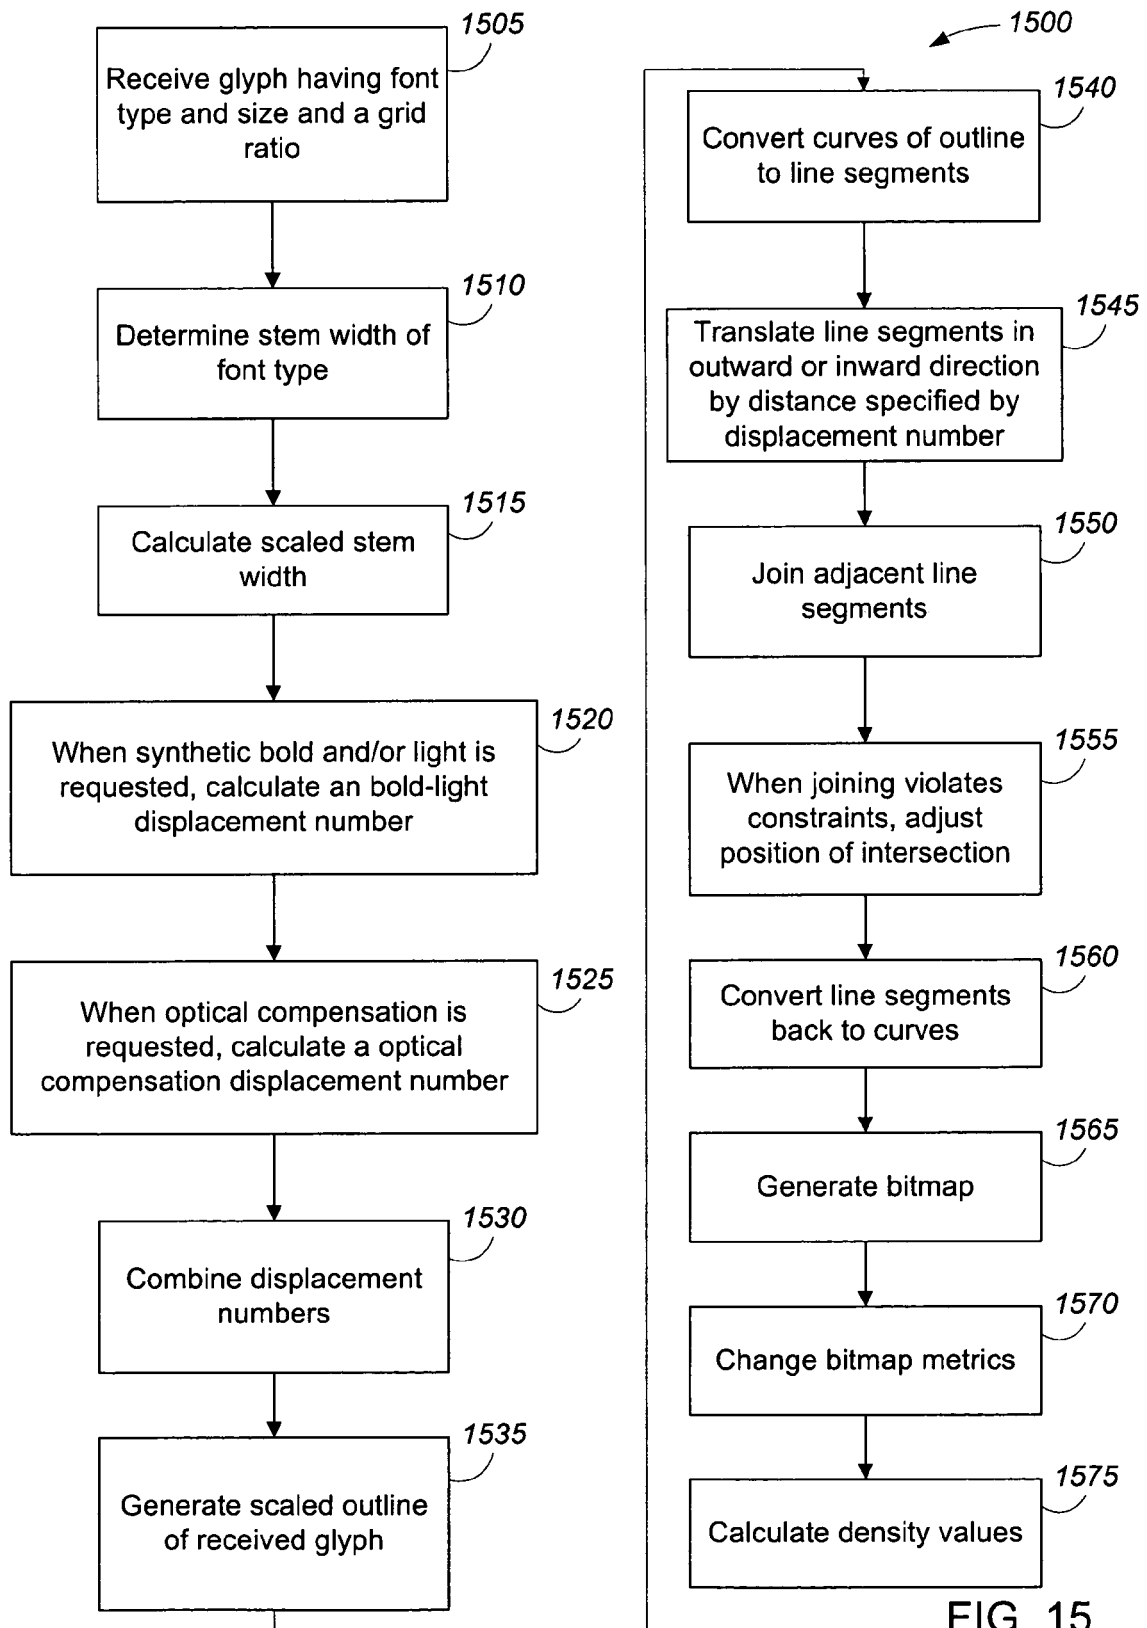 1505
Receive glyph having font
type and size and a grid
ratio
1510
Determine stem width of
font type
1515
Calculate scaled stem
width
1520
When synthetic bold and/or light is
requested, calculate an bold-light
displacement number
1525
When optical compensation is
requested, calculate a optical
compensation displacement number
1530
Combine displacement
numbers
1535
Generate scaled outline
of received glyph
1500
1540
Convert curves of outline
to line segments
1545
Translate line segments in
outward or inward direction
by distance specified by
displacement number
1550
Join adjacent line
segments
1555
When joining violates
constraints, adjust
position of intersection
1560
Convert line segments
back to curves
1565
Generate bitmap
1570
Change bitmap metrics
1575
Calculate density values
FIG. 15